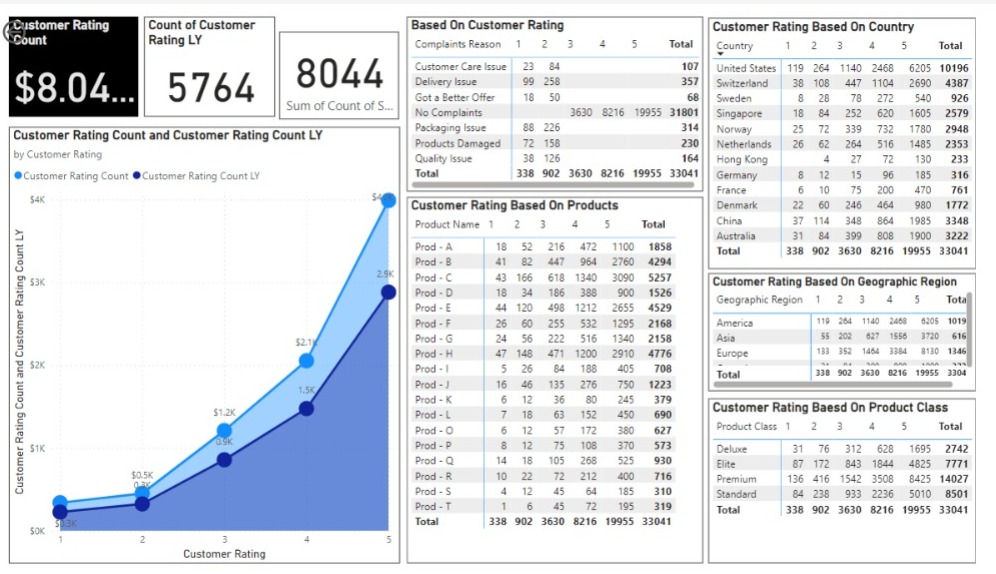 Customer Rating
Count
$8.04...
Count of Customer
Rating LY
5764
8044
Sum of Count of S...
Customer Rating Count and Customer Rating Count LY
by Customer Rating
Customer Rating Count Customer Rating Count LY
Customer Rating Count and Customer Rating Count LY
$4K
$3K
$2K
$1K
$0K
2.9K
$2.1K
1.5K
$1.2K
0.9K
$0.5K
0.3K
$0.3K
1 2 3 4 5
Customer Rating
Based On Customer Rating
Complaints Reason 1 2 3 4 5 Total
Customer Care Issue 23 84 107
Delivery Issue 99 258 357
Got a Better Offer 18 50 68
No Complaints 3630 8216 19955 31801
Packaging Issue 88 226 314
Products Damaged 72 158 230
Quality Issue 38 126 164
Total 338 902 3630 8216 19955 33041
Customer Rating Based On Products
Product Name 1 2 3 4 5 Total
Prod - A 18 52 216 472 1100 1858
Prod - B 41 82 447 964 2760 4294
Prod - C 43 166 618 1340 3090 5257
Prod - D 18 34 186 388 900 1526
Prod - E 44 120 498 1212 2655 4529
Prod - F 26 60 255 532 1295 2168
Prod - G 24 56 222 516 1340 2158
Prod - H 47 148 471 1200 2910 4776
Prod - I 5 26 84 188 405 708
Prod - J 16 46 135 276 750 1223
Prod - K 6 12 36 80 245 379
Prod - L 7 18 63 152 450 690
Prod - O 6 12 57 172 380 627
Prod - P 8 12 75 108 370 573
Prod - Q 14 18 105 268 525 930
Prod - R 10 22 72 212 400 716
Prod - S 4 12 45 64 185 310
Prod - T 1 6 45 72 195 319
Total 338 902 3630 8216 19955 33041
Customer Rating Based On Country
Country 1 2 3 4 5 Total
United States 119 264 1140 2468 6205 10196
Switzerland 38 108 447 1104 2690 4387
Sweden 8 28 78 272 540 926
Singapore 18 84 252 620 1605 2579
Norway 25 72 339 732 1780 2948
Netherlands 26 62 264 516 1485 2353
Hong Kong 4 27 72 130 233
Germany 8 12 15 96 185 316
France 6 10 75 200 470 761
Denmark 22 60 246 464 980 1772
China 37 114 348 864 1985 3348
Australia 31 84 399 808 1900 3222
Total 338 902 3630 8216 19955 33041
Customer Rating Based On Geographic Region
Geographic Region 1 2 3 4 5 Tota
America 119 264 1140 2468 6205 1019
Asia 55 202 627 1556 3720 616
Europe 133 352 1464 3384 8130 1346
Total 338 902 3630 8216 19955 3304
Customer Rating Baesd On Product Class
Product Class 1 2 3 4 5 Total
Deluxe 31 76 312 628 1695 2742
Elite 87 172 843 1844 4825 7771
Premium 136 416 1542 3508 8425 14027
Standard 84 238 933 2236 5010 8501
Total 338 902 3630 8216 19955 33041